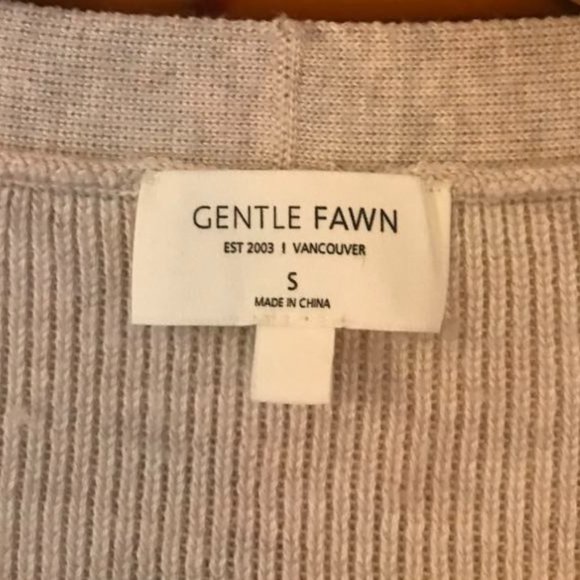 GENTLE FAWN
EST 2003 | VANCOUVER
S
MADE IN CHINA